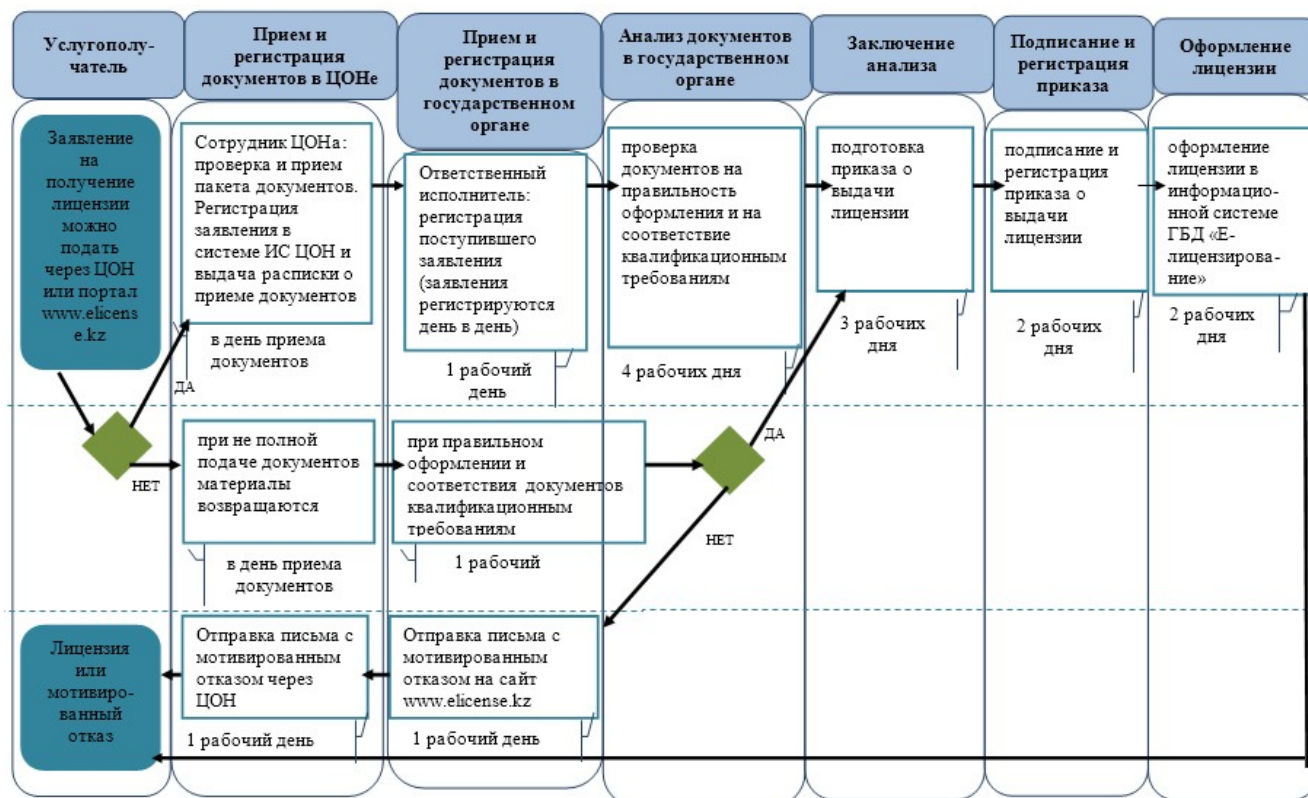 Услугополу-
чатель
Прием и
регистрация
документов в ЦОНе
Прием и
регистрация
документов в
государственном
органе
Анализ документов
в государственном
органе
Заключение
анализа
Подписание и
регистрация
приказа
Оформление
лицензии
Заявление
на
получение
лицензии
можно
подать
через ЦОН
или портал
www.elicens
e.kz
Сотрудник ЦОНа:
проверка и прием
пакета документов.
Регистрация
заявления в
системе ИС ЦОН и
выдача расписки о
приеме документов
в день приема
документов
Ответственный
исполнитель:
регистрация
поступившего
заявления
(заявления
регистрируются
день в день)
1 рабочий
день
проверка
документов на
правильность
оформления и на
соответствие
квалификационным
требованиям
4 рабочих дня
подготовка
приказа о
выдачи
лицензии
3 рабочих
дня
подписание и
регистрация
приказа о
выдачи
лицензии
2 рабочих
дня
оформление
лицензии в
информацио-
нной системе
ГБД «Е-
лицензирова-
ние»
2 рабочих
дня
ДА
НЕТ
при не полной
подаче документов
материалы
возвращаются
в день приема
документов
при правильном
оформлении и
соответствия документов
квалификационным
требованиям
1 рабочий
ДА
НЕТ
Лицензия
или
мотивиро-
ванный
отказ
Отправка письма с
мотивированным
отказом через
ЦОН
1 рабочий день
Отправка письма с
мотивированным
отказом на сайт
www.elicense.kz
1 рабочий день